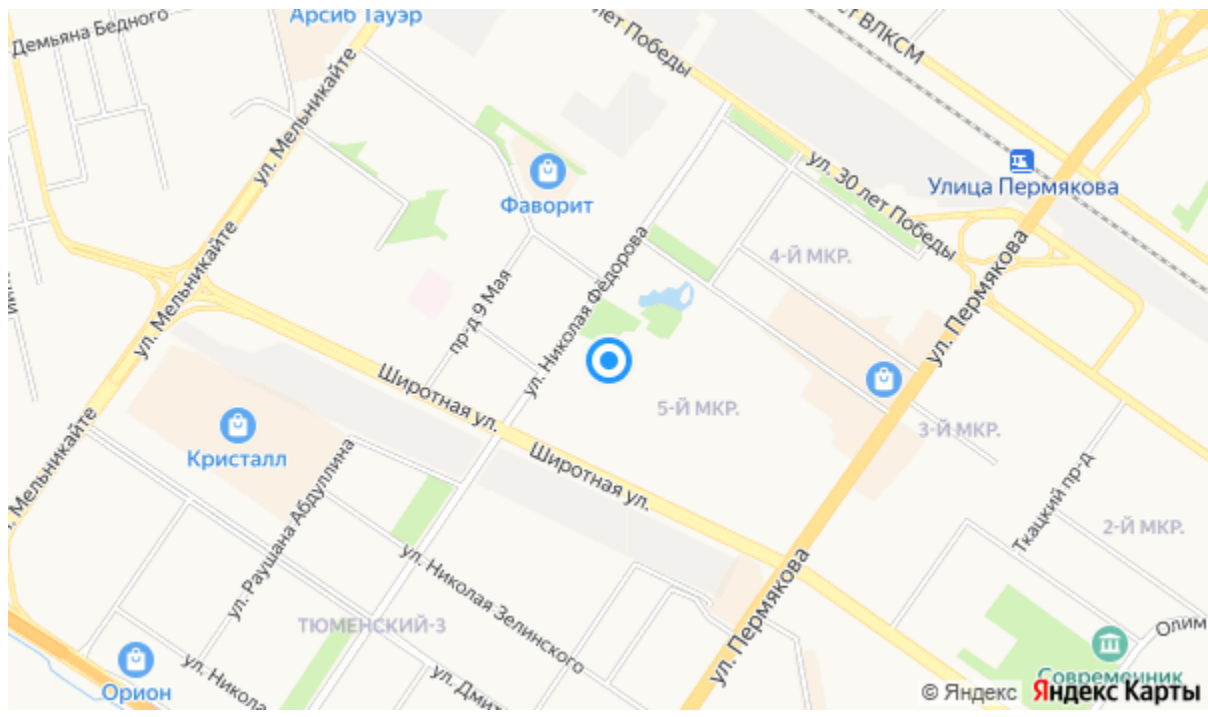 Арсиб Тауэр
Демьяна Бедного
лет Победы
ВЛКСМ
ул. Мельникайте
ул. 30 лет Победы
Улица Пермякова
Фаворит
ул. Николая Фёдорова
4-Й МКР.
ул. Мельникайте
пр-д 9 Мая
ул. Пермякова
Широтная ул.
5-Й МКР.
3-Й МКР.
Кристалл
Мельникайте
Широтная ул.
Ткацкий пр-д
2-Й МКР.
ул. Раушана Абдуллина
ул. Николая Зелинского
ул. Пермякова
ТЮМЕНСКИЙ-3
Олим
Орион
ул. Никола
ул. Дмит
Современник
© Яндекс Яндекс Карты